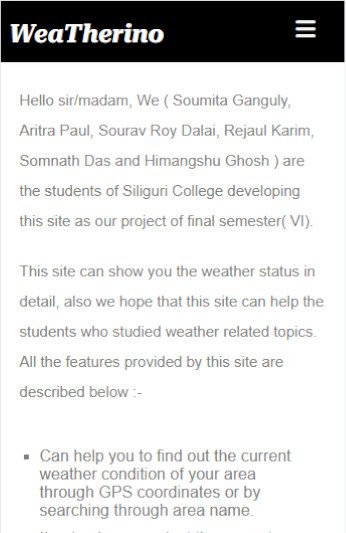 WeaTherino
Hello sir/madam, We ( Soumita Ganguly,
Aritra Paul, Sourav Roy Dalai, Rejaul Karim,
Somnath Das and Himangshu Ghosh ) are
the students of Siliguri College developing
this site as our project of final semester( VI).
This site can show you the weather status in
detail, also we hope that this site can help the
students who studied weather related topics.
All the features provided by this site are
described below :-
Can help you to find out the current
weather condition of your area
through GPS coordinates or by
searching through area name.